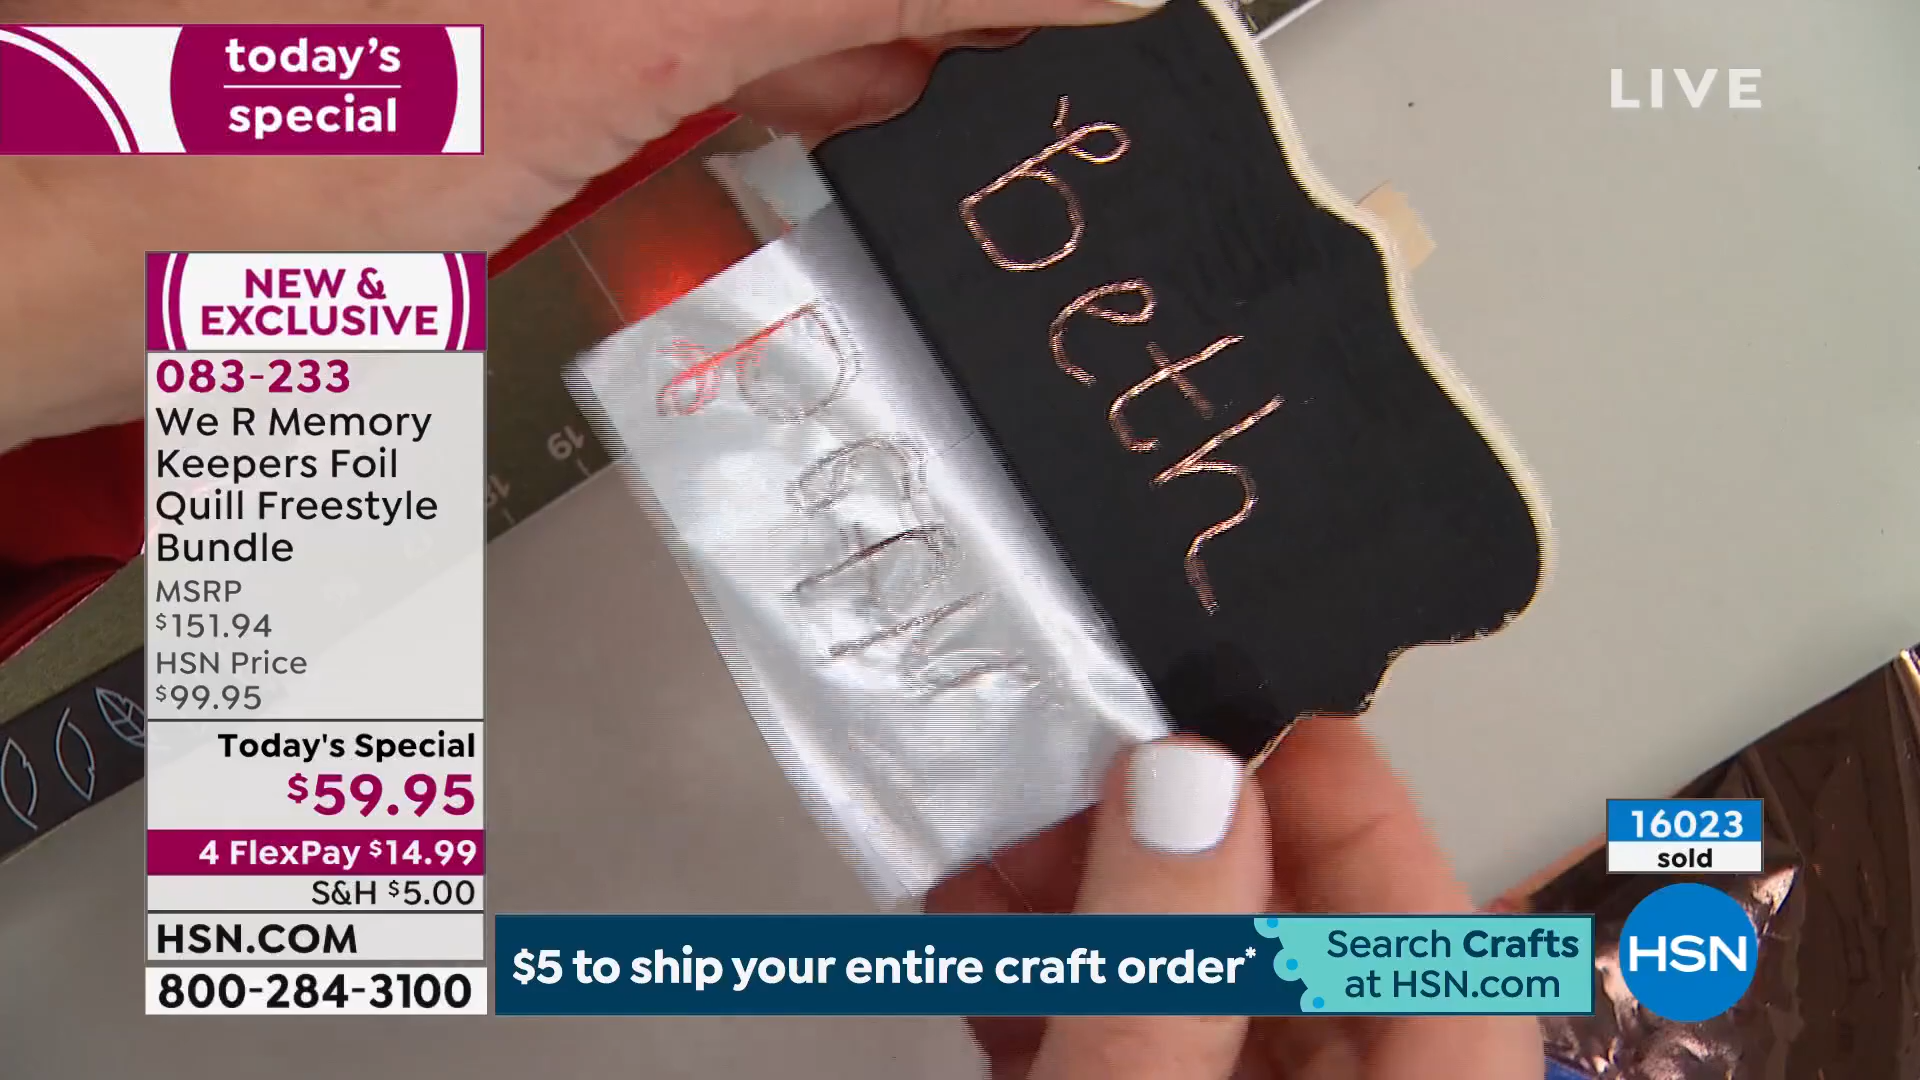 today's
special
LIVE
NEW &
EXCLUSIVE
083-233
We R Memory
Keepers Foil
Quill Freestyle
Bundle
MSRP
$151.94
HSN Price
$99.95
Today's Special
$59.95
4 FlexPay $14.99
S&H $5.00
HSN.COM
800-284-3100
Beth
19
18
$5 to ship your entire craft order*
Search Crafts
at HSN.com
16023
sold
HSN